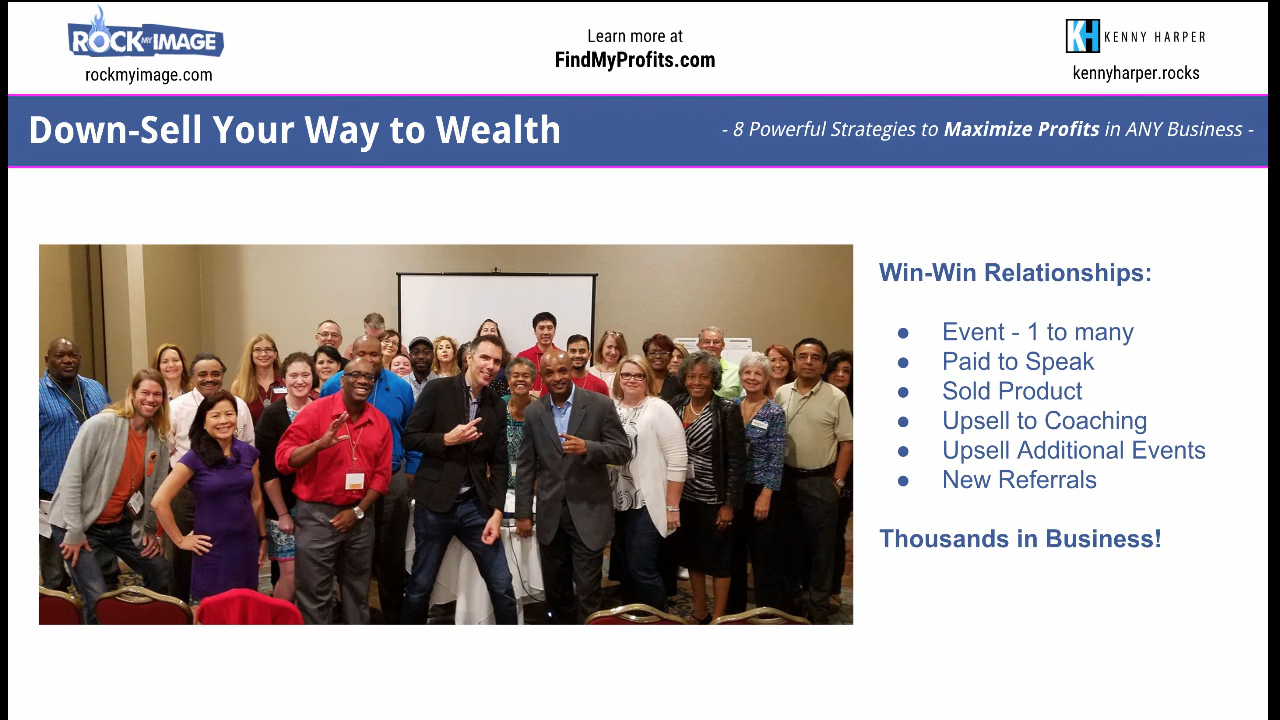 ROCK MY IMAGE
rockmyimage.com
Learn more at
FindMyProfits.com
KH KENNY HARPER
kennyharper.rocks
Down-Sell Your Way to Wealth
- 8 Powerful Strategies to Maximize Profits in ANY Business -
Win-Win Relationships:
● Event - 1 to many
● Paid to Speak
● Sold Product
● Upsell to Coaching
● Upsell Additional Events
● New Referrals
Thousands in Business!